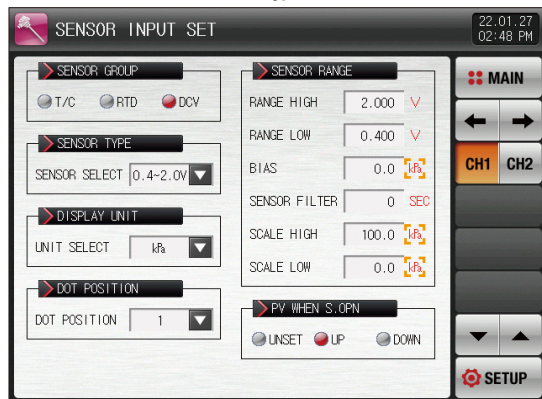 SENSOR INPUT SET
22.01.27
02:48 PM
SENSOR GROUP
T/C RTD DCV
SENSOR TYPE
SENSOR SELECT 0.4~2.0V
DISPLAY UNIT
UNIT SELECT kPa
DOT POSITION
DOT POSITION 1
SENSOR RANGE
RANGE HIGH 2.000 V
RANGE LOW 0.400 V
BIAS 0.0 kPa
SENSOR FILTER 0 SEC
SCALE HIGH 100.0 kPa
SCALE LOW 0.0 kPa
PV WHEN S.OPN
UNSET UP DOWN
MAIN
CH1 CH2
SETUP